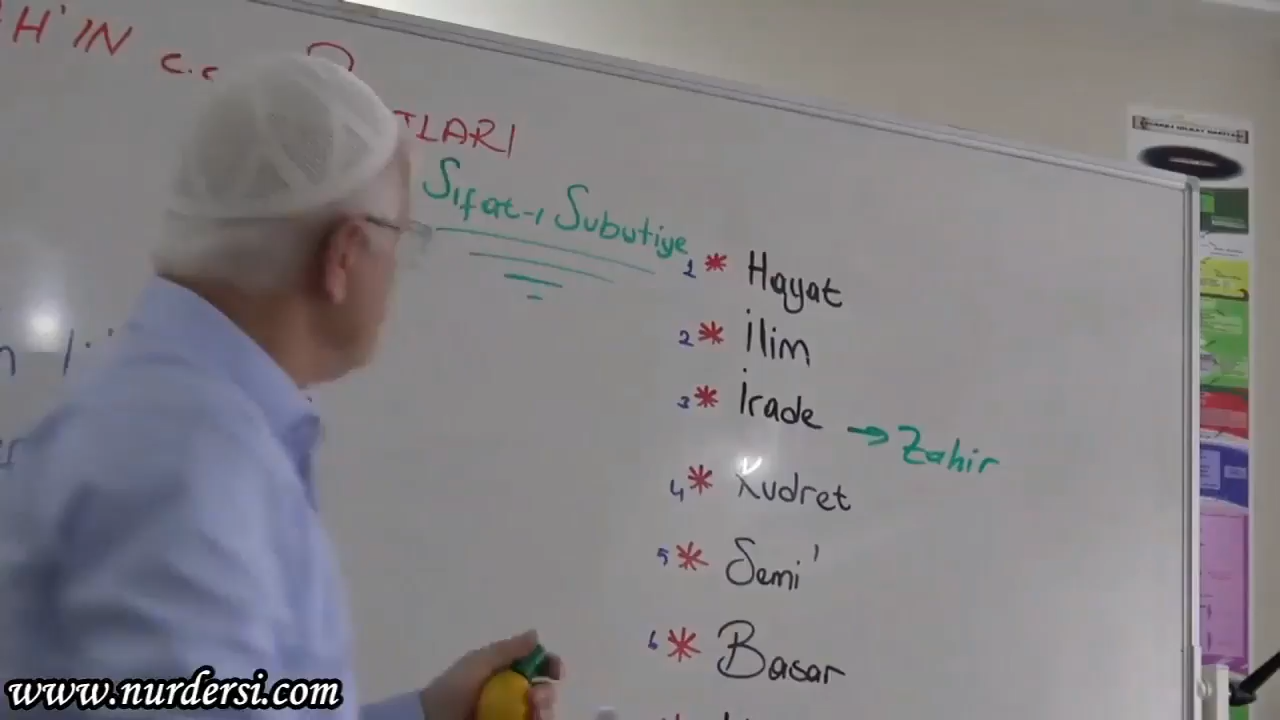 H'IN c.c
TLARI
Sıfat-ı Subutiye
1 * Hayat
2 * İlim
3 * İrade → Zahir
4 * Kudret
5 * Semi'
6 * Basar
www.nurdersi.com